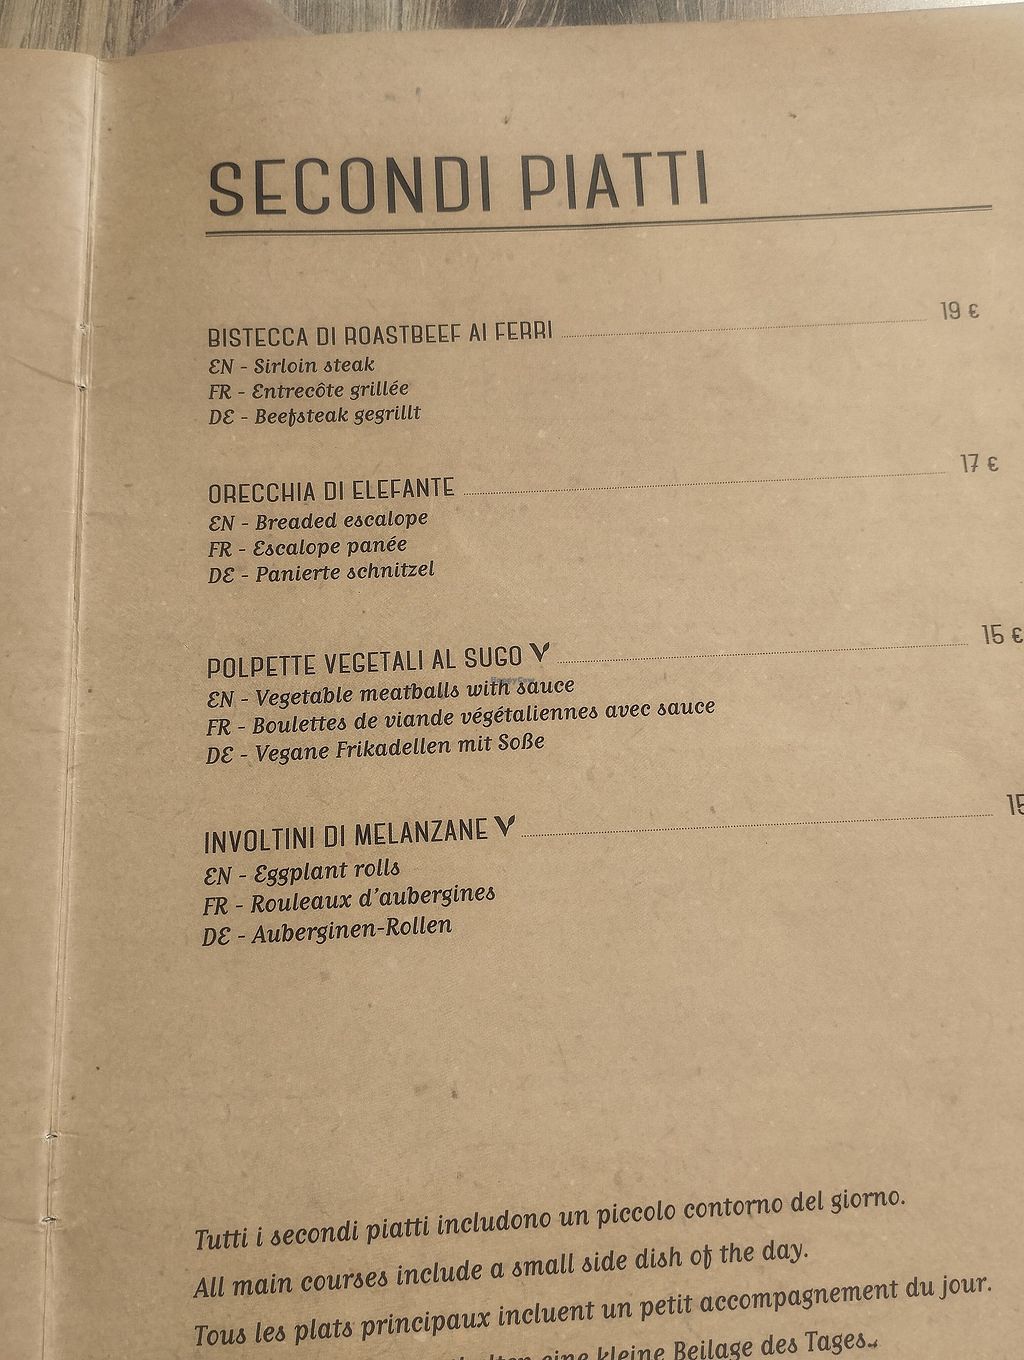 SECONDI PIATTI
BISTECCA DI ROASTBEEF AI FERRI 19 €
EN - Sirloin steak
FR - Entrecôte grillée
DE - Beefsteak gegrillt
ORECCHIA DI ELEFANTE 17 €
EN - Breaded escalope
FR - Escalope panée
DE - Panierte schnitzel
POLPETTE VEGETALI AL SUGO 15 €
EN - Vegetable meatballs with sauce
FR - Boulettes de viande végétaliennes avec sauce
DE - Vegane Frikadellen mit Soße
INVOLTINI DI MELANZANE 15
EN - Eggplant rolls
FR - Rouleaux d'aubergines
DE - Auberginen-Rollen
Tutti i secondi piatti includono un piccolo contorno del giorno.
All main courses include a small side dish of the day.
Tous les plats principaux incluent un petit accompagnement du jour.
eine kleine Beilage des Tages.